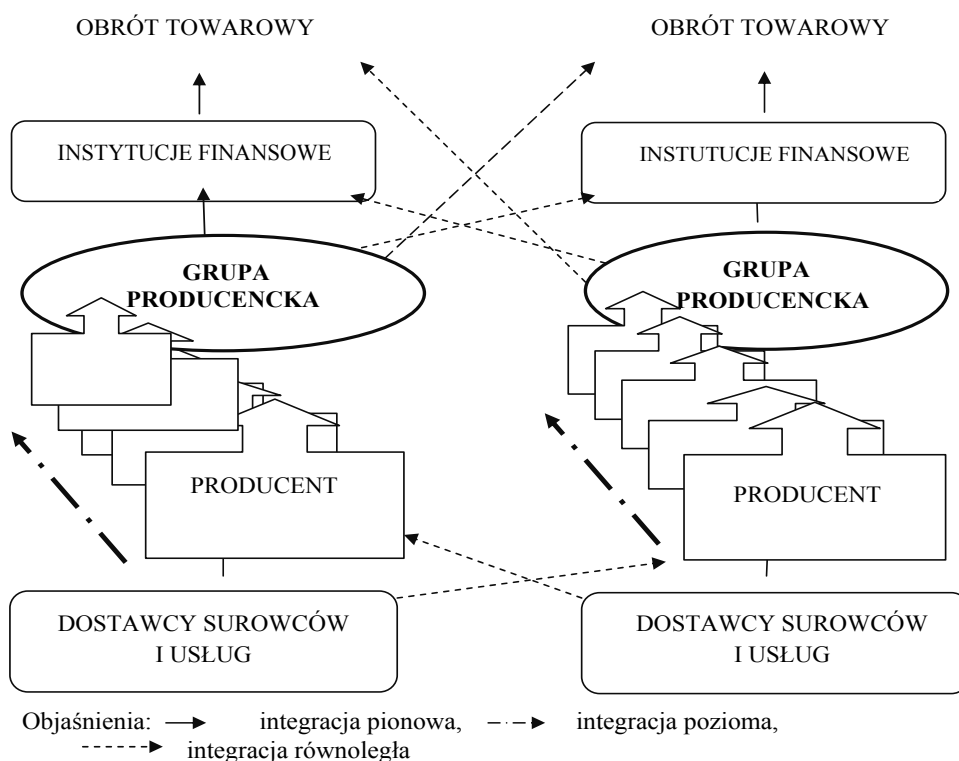 OBRÓT TOWAROWY
OBRÓT TOWAROWY
INSTYTUCJE FINANSOWE
INSTUTUCJE FINANSOWE
GRUPA
PRODUCENCKA
GRUPA
PRODUCENCKA
PRODUCENT
PRODUCENT
DOSTAWCY SUROWCÓW
I USŁUG
DOSTAWCY SUROWCÓW
I USŁUG
Objaśnienia: integracja pionowa, integracja pozioma,
integracja równoległa